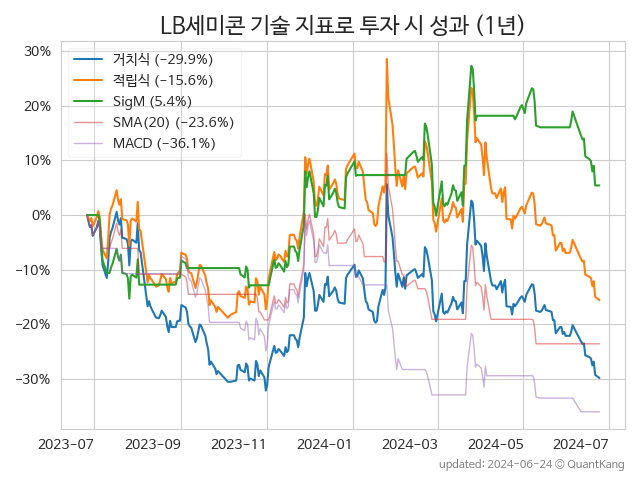 LB세미콘 기술 지표로 투자 시 성과 (1년)
거치식 (−29.9%)
적립식 (−15.6%)
SigM (5.4%)
SMA(20) (−23.6%)
MACD (−36.1%)
30%
20%
10%
0%
−10%
−20%
−30%
2023-07 2023-09 2023-11 2024-01 2024-03 2024-05 2024-07
updated: 2024-06-24 © QuantKang